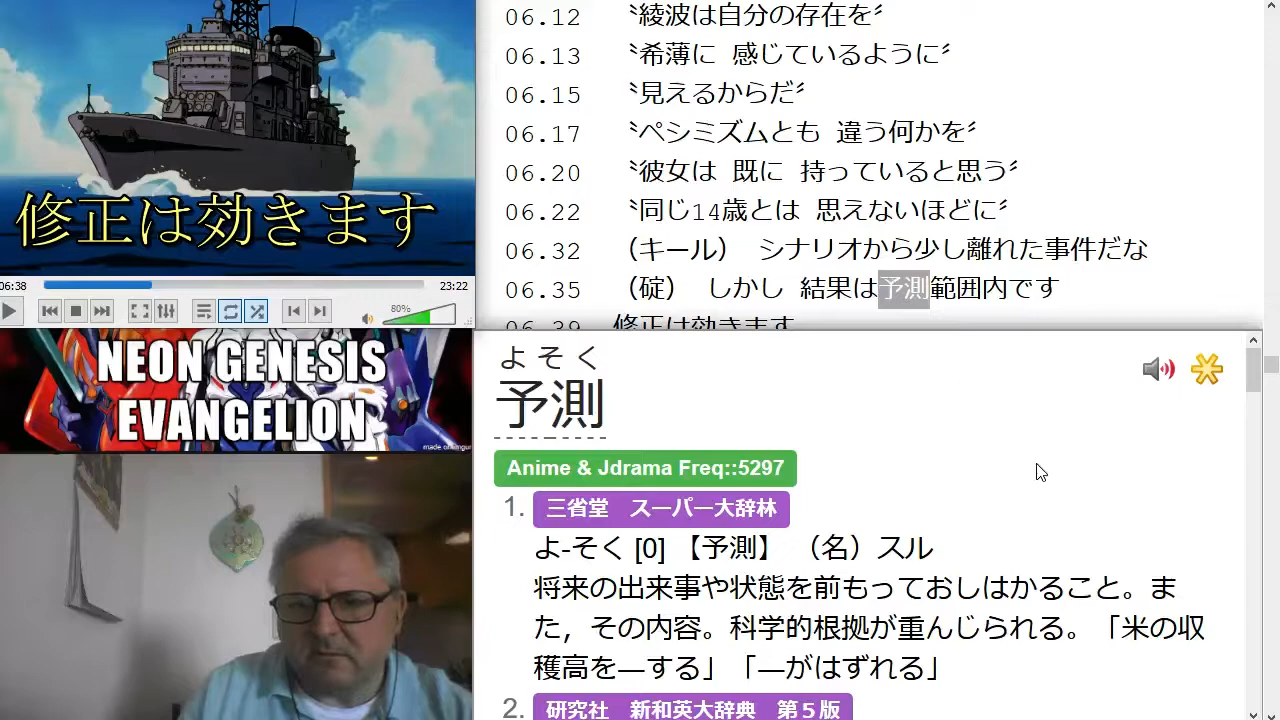 修正は効きます
06:38
23:22
80%
NEON GENESIS
EVANGELION
06.12 〝綾波は自分の存在を〟
06.13 〝希薄に 感じているように〟
06.15 〝見えるからだ〟
06.17 〝ペシミズムとも 違う何かを〟
06.20 〝彼女は 既に 持っていると思う〟
06.22 〝同じ14歳とは 思えないほどに〟
06.32 （キール） シナリオから少し離れた事件だな
06.35 （碇） しかし 結果は予測範囲内です
06.39 修正は効きます
よそく
予測
Anime & Jdrama Freq::5297
1. 三省堂 スーパー大辞林
よ-そく [0] 【予測】 （名）スル
将来の出来事や状態を前もっておしはかること。ま
た，その内容。科学的根拠が重んじられる。「米の収
穫高を―する」「―がはずれる」
2. 研究社 新和英大辞典 第５版